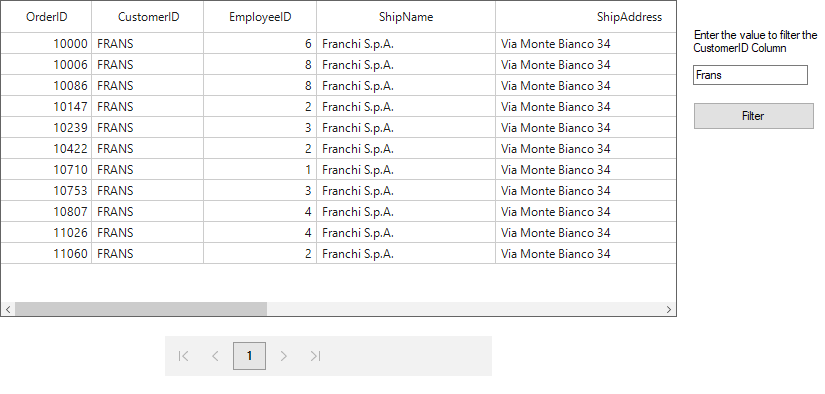 OrderID CustomerID EmployeeID ShipName ShipAddress
10000 FRANS 6 Franchi S.p.A. Via Monte Bianco 34
10006 FRANS 8 Franchi S.p.A. Via Monte Bianco 34
10086 FRANS 8 Franchi S.p.A. Via Monte Bianco 34
10147 FRANS 2 Franchi S.p.A. Via Monte Bianco 34
10239 FRANS 3 Franchi S.p.A. Via Monte Bianco 34
10422 FRANS 2 Franchi S.p.A. Via Monte Bianco 34
10710 FRANS 1 Franchi S.p.A. Via Monte Bianco 34
10753 FRANS 3 Franchi S.p.A. Via Monte Bianco 34
10807 FRANS 4 Franchi S.p.A. Via Monte Bianco 34
11026 FRANS 4 Franchi S.p.A. Via Monte Bianco 34
11060 FRANS 2 Franchi S.p.A. Via Monte Bianco 34
1
Enter the value to filter the
CustomerID Column
Frans
Filter